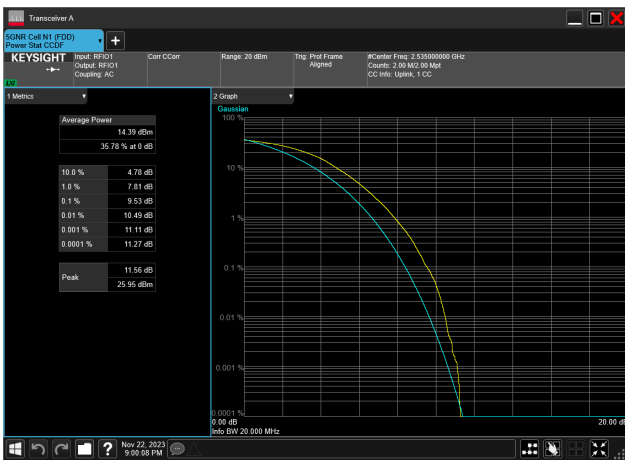 Transceiver A
5GNR Cell N1 (FDD)
Power Stat CCDF
KEYSIGHT
Input: RFIO1
Output: RFIO1
Coupling: AC
Corr CCorr
Range: 20 dBm
Trig: Prot Frame
Aligned
#Center Freq: 2.535000000 GHz
Counts: 2.00 M/2.00 Mpt
CC Info: Uplink, 1 CC
LV
1 Metrics
Average Power
14.39 dBm
35.78 % at 0 dB
10.0 % 4.78 dB
1.0 % 7.81 dB
0.1 % 9.53 dB
0.01 % 10.49 dB
0.001 % 11.11 dB
0.0001 % 11.27 dB
Peak
11.56 dB
25.95 dBm
2 Graph
Gaussian
100 %
10 %
1 %
0.1 %
0.01 %
0.001 %
0.0001 %
0.00 dB
20.00 dB
Info BW 20.000 MHz
Nov 22, 2023
9:00:08 PM